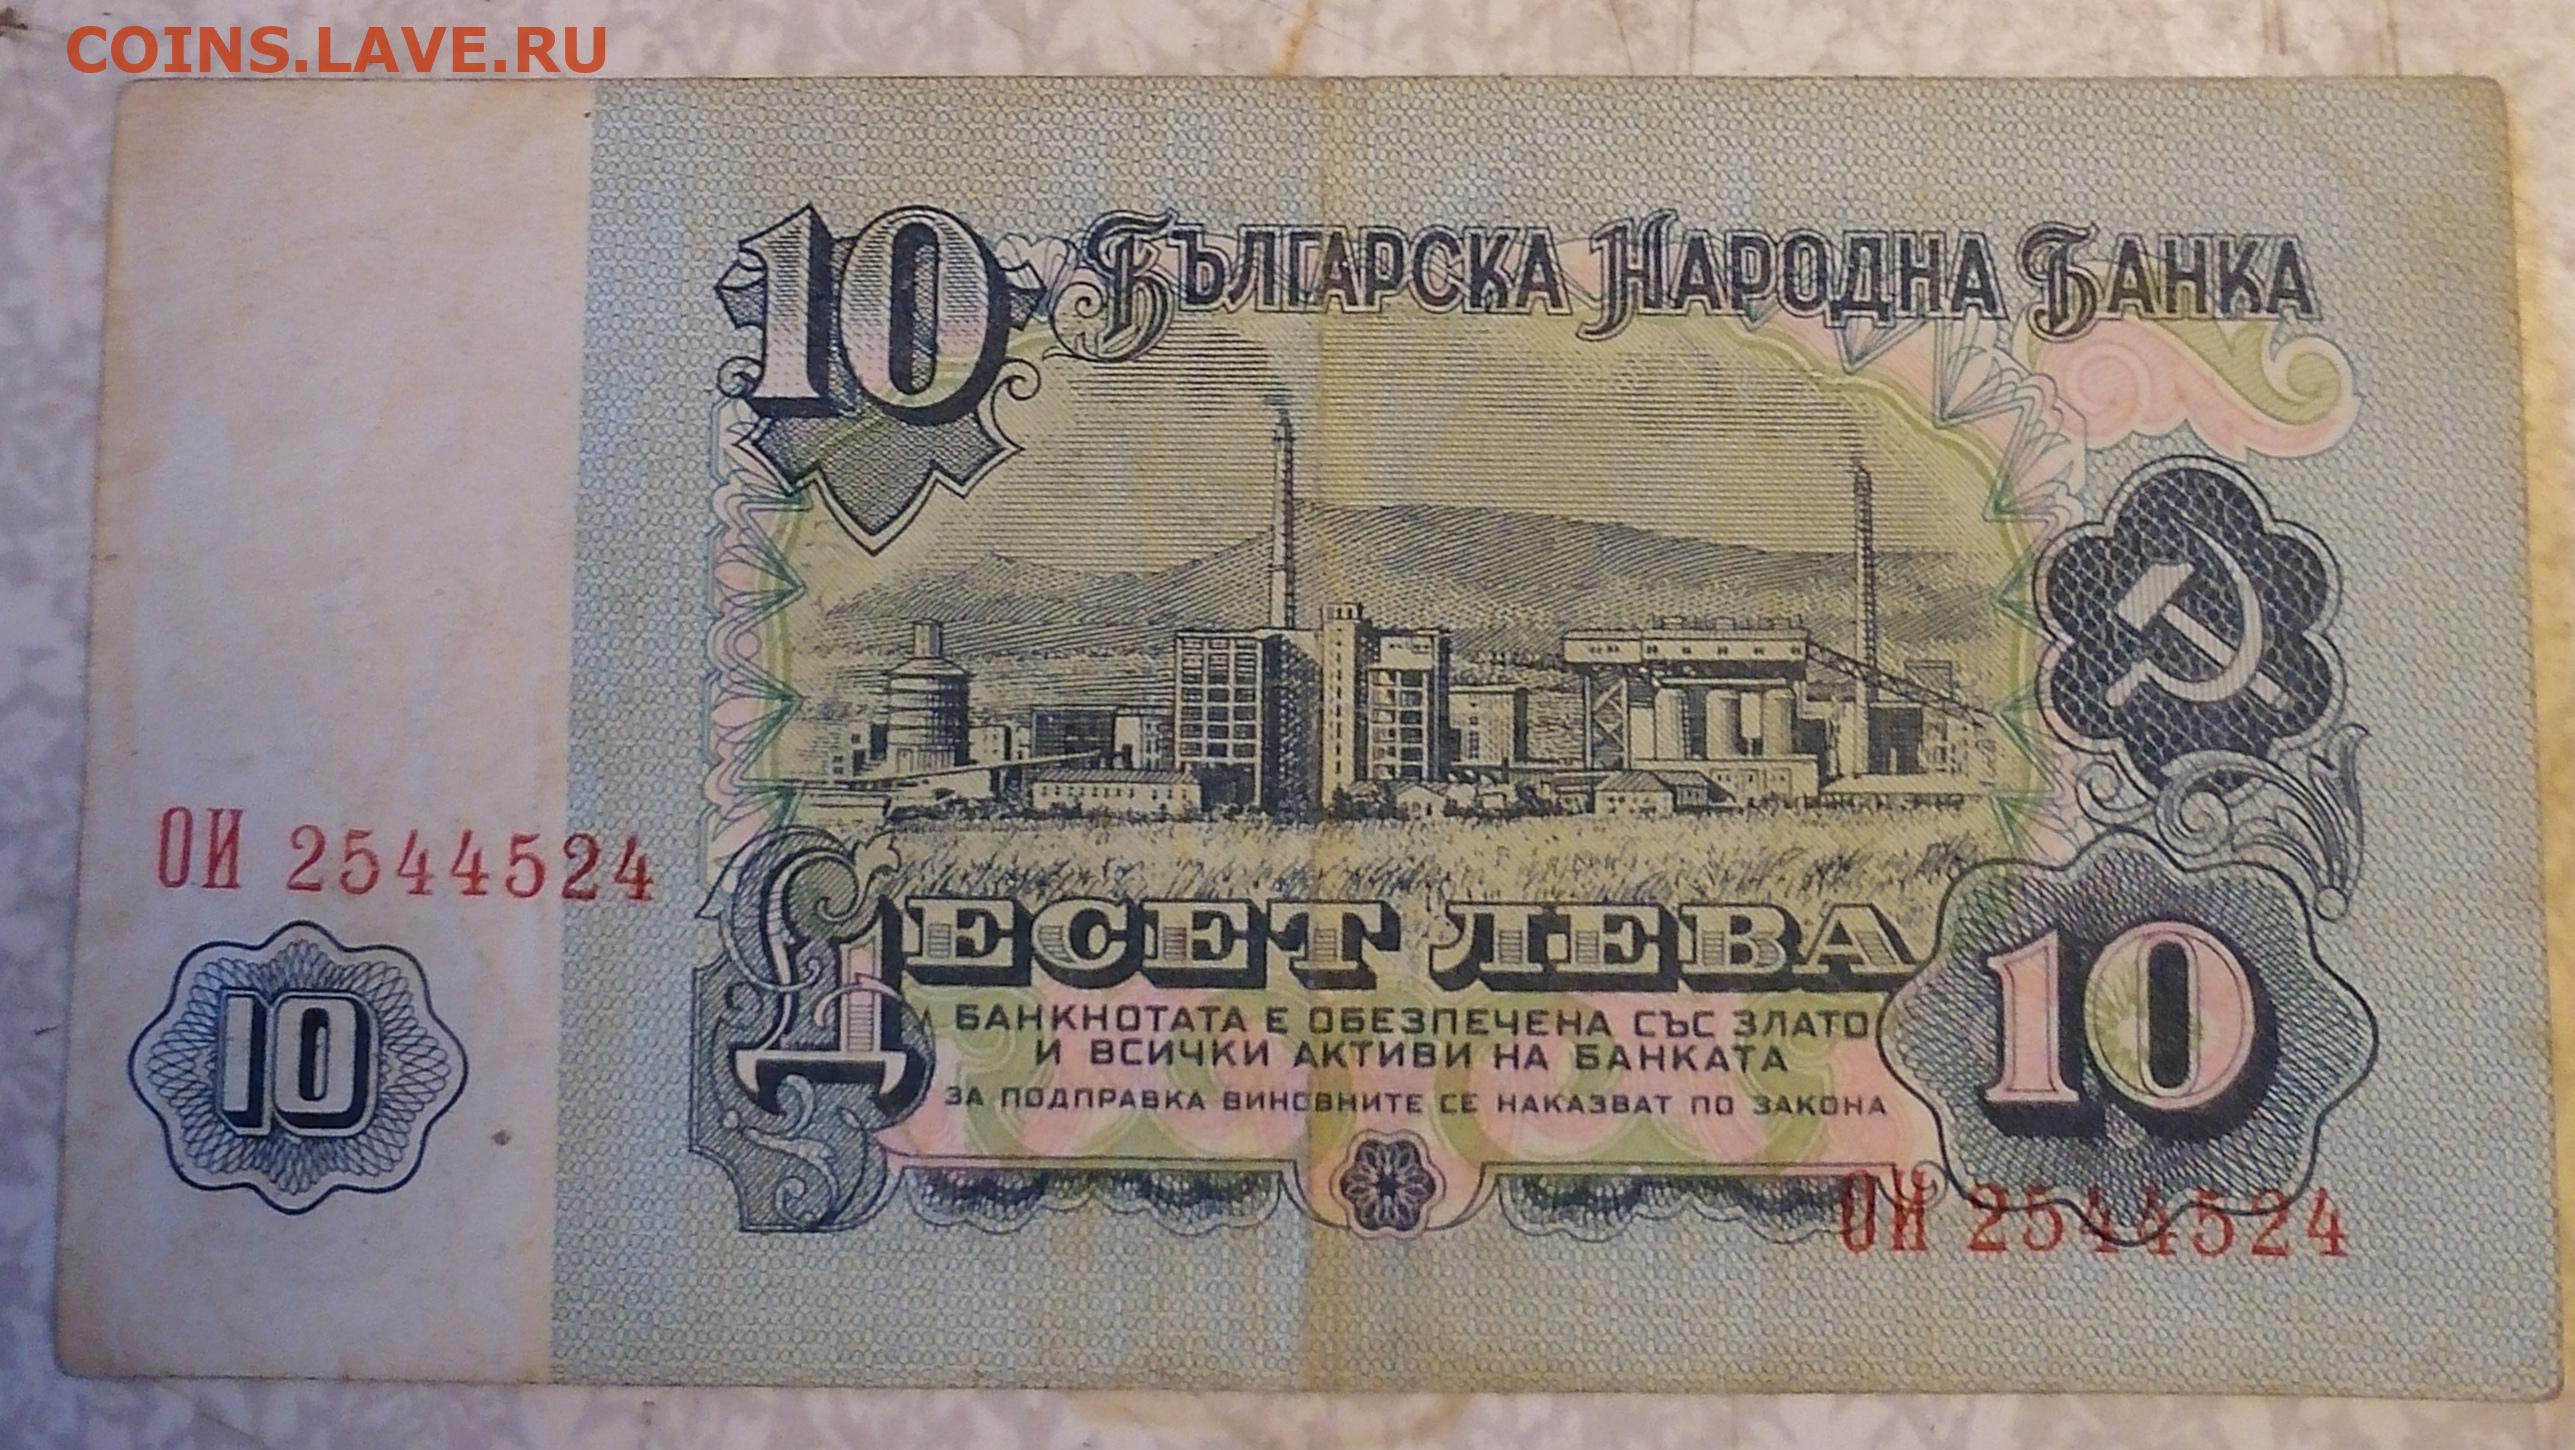 COINS.LAVE.RU
10 БЪЛГАРСКА НАРОДНА БАНКА
ОИ 2544524
ДЕСЕТ ЛЕВА
10
10
БАНКНОТАТА Е ОБЕЗПЕЧЕНА СЪС ЗЛАТО
И ВСИЧКИ АКТИВИ НА БАНКАТА
ЗА ПОДПРАВКА ВИНОВНИТЕ СЕ НАКАЗВАТ ПО ЗАКОНА
ОИ 2544524